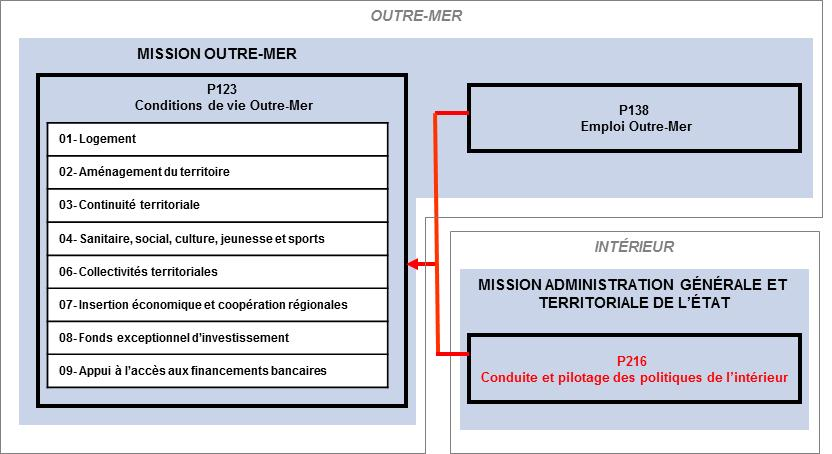 OUTRE-MER
MISSION OUTRE-MER
P123
Conditions de vie Outre-Mer
01- Logement
02- Aménagement du territoire
03- Continuité territoriale
04- Sanitaire, social, culture, jeunesse et sports
06- Collectivités territoriales
07- Insertion économique et coopération régionales
08- Fonds exceptionnel d'investissement
09- Appui à l'accès aux financements bancaires
P138
Emploi Outre-Mer
INTÉRIEUR
MISSION ADMINISTRATION GÉNÉRALE ET
TERRITORIALE DE L'ÉTAT
P216
Conduite et pilotage des politiques de l'intérieur